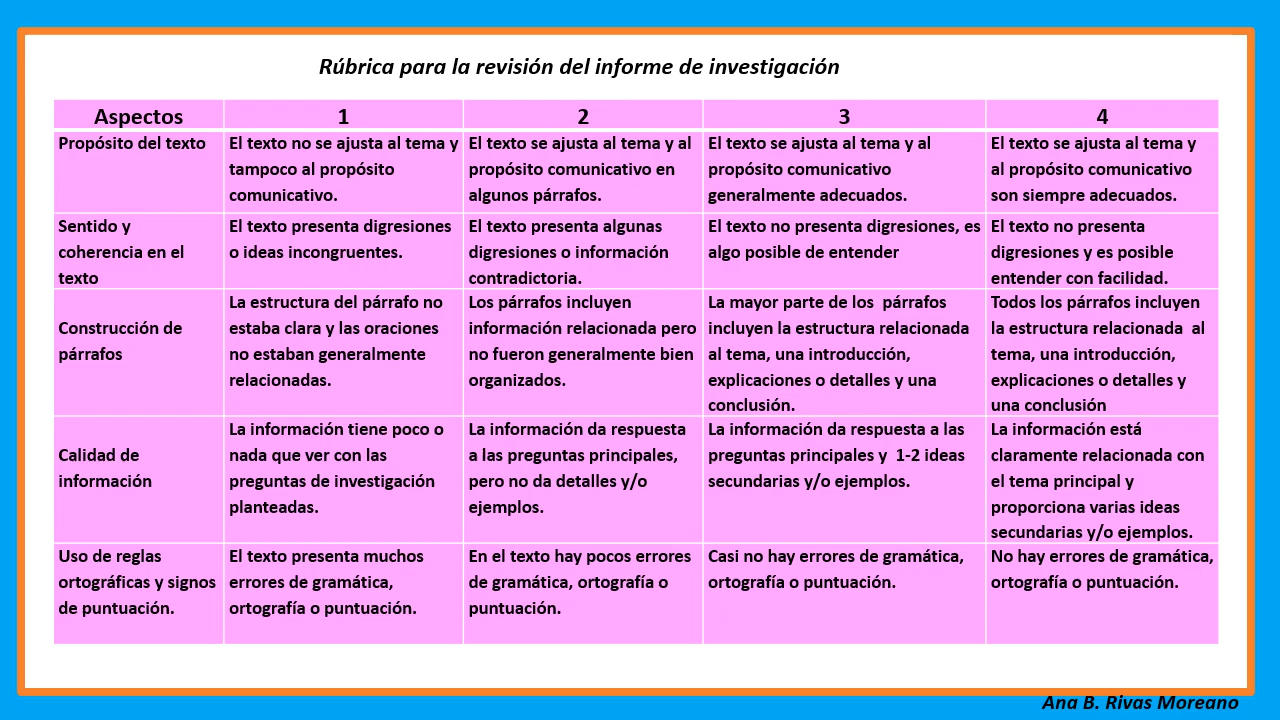 Rúbrica para la revisión del informe de investigación
Aspectos
1
2
3
4
Propósito del texto
El texto no se ajusta al tema y
tampoco al propósito
comunicativo.
El texto se ajusta al tema y al
propósito comunicativo en
algunos párrafos.
El texto se ajusta al tema y al
propósito comunicativo
generalmente adecuados.
El texto se ajusta al tema y
al propósito comunicativo
son siempre adecuados.
Sentido y
coherencia en el
texto
El texto presenta digresiones
o ideas incongruentes.
El texto presenta algunas
digresiones o información
contradictoria.
El texto no presenta digresiones, es
algo posible de entender
El texto no presenta
digresiones y es posible
entender con facilidad.
Construcción de
párrafos
La estructura del párrafo no
estaba clara y las oraciones
no estaban generalmente
relacionadas.
Los párrafos incluyen
información relacionada pero
no fueron generalmente bien
organizados.
La mayor parte de los  párrafos
incluyen la estructura relacionada
al tema, una introducción,
explicaciones o detalles y una
conclusión.
Todos los párrafos incluyen
la estructura relacionada  al
tema, una introducción,
explicaciones o detalles y
una conclusión
Calidad de
información
La información tiene poco o
nada que ver con las
preguntas de investigación
planteadas.
La información da respuesta
a las preguntas principales,
pero no da detalles y/o
ejemplos.
La información da respuesta a las
preguntas principales y  1-2 ideas
secundarias y/o ejemplos.
La información está
claramente relacionada con
el tema principal y
proporciona varias ideas
secundarias y/o ejemplos.
Uso de reglas
ortográficas y signos
de puntuación.
El texto presenta muchos
errores de gramática,
ortografía o puntuación.
En el texto hay pocos errores
de gramática, ortografía o
puntuación.
Casi no hay errores de gramática,
ortografía o puntuación.
No hay errores de gramática,
ortografía o puntuación.
Ana B. Rivas Moreano